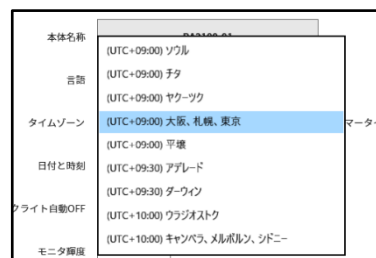 本体名称
言語
(UTC+09:00) ソウル
(UTC+09:00) チタ
(UTC+09:00) ヤクーツク
タイムゾーン
(UTC+09:00) 大阪、札幌、東京
マーター
(UTC+09:00) 平壌
日付と時刻
(UTC+09:30) アデレード
(UTC+09:30) ダーウィン
クライト自動OFF
(UTC+10:00) ウラジオストク
(UTC+10:00) キャンベラ、メルボルン、シドニー
モニタ輝度